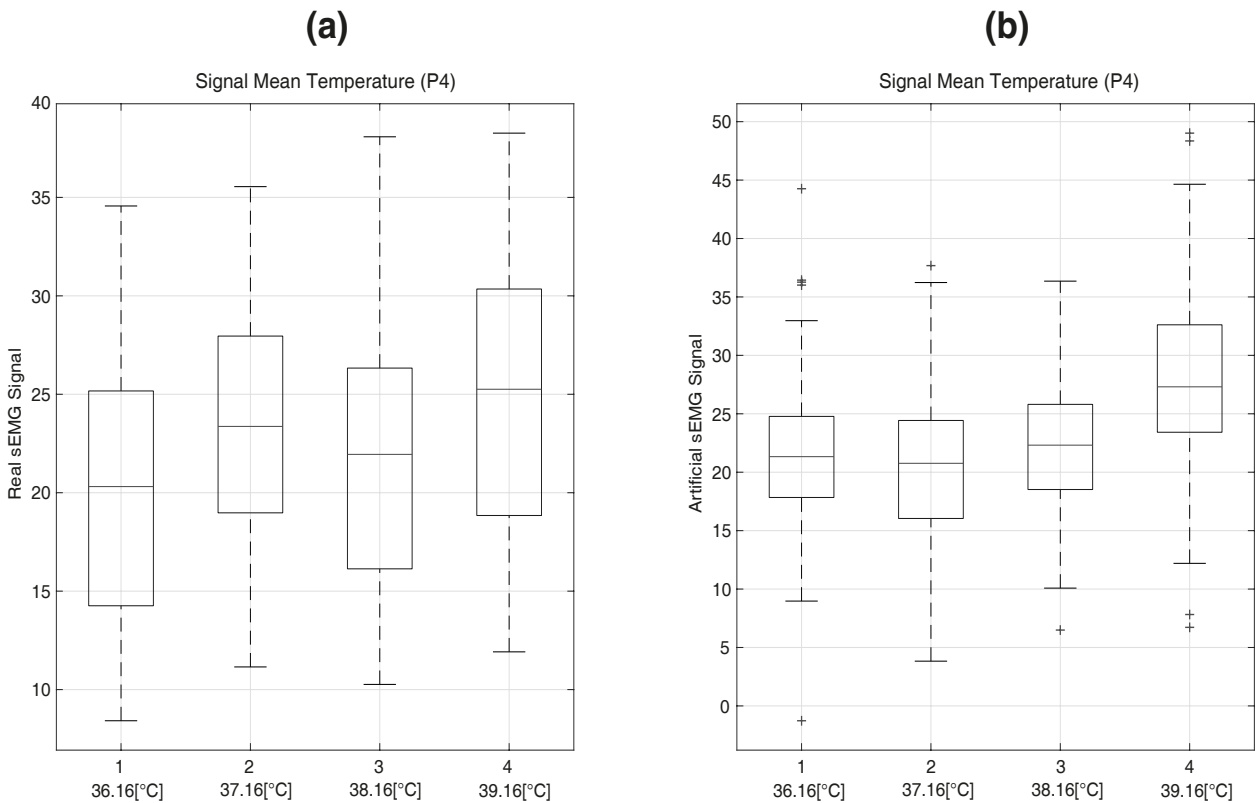 (a)
Signal Mean Temperature (P4)
Real sEMG Signal
40
35
30
25
20
15
10
1
2
3
4
36.16[°C]
37.16[°C]
38.16[°C]
39.16[°C]
(b)
Signal Mean Temperature (P4)
Artificial sEMG Signal
50
45
40
35
30
25
20
15
10
5
0
1
2
3
4
36.16[°C]
37.16[°C]
38.16[°C]
39.16[°C]